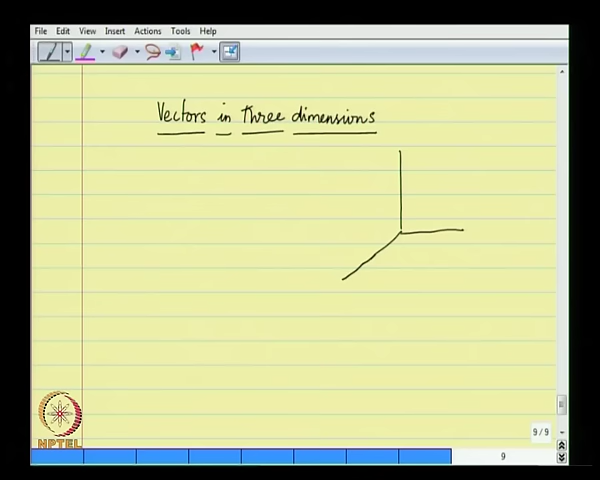 File Edit View Insert Actions Tools Help
Vectors in three dimensions
NPTEL
9/9
9